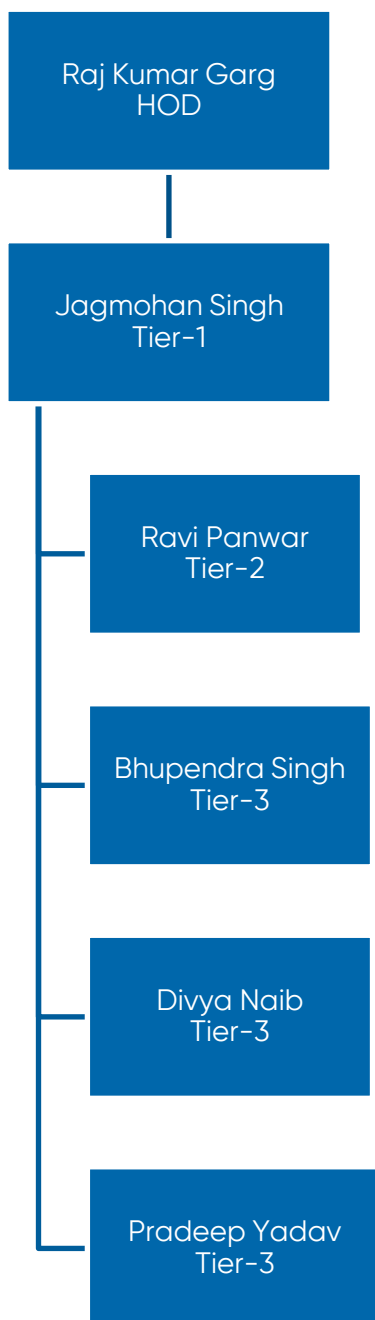 Raj Kumar Garg
HOD
Jagmohan Singh
Tier-1
Ravi Panwar
Tier-2
Bhupendra Singh
Tier-3
Divya Naib
Tier-3
Pradeep Yadav
Tier-3